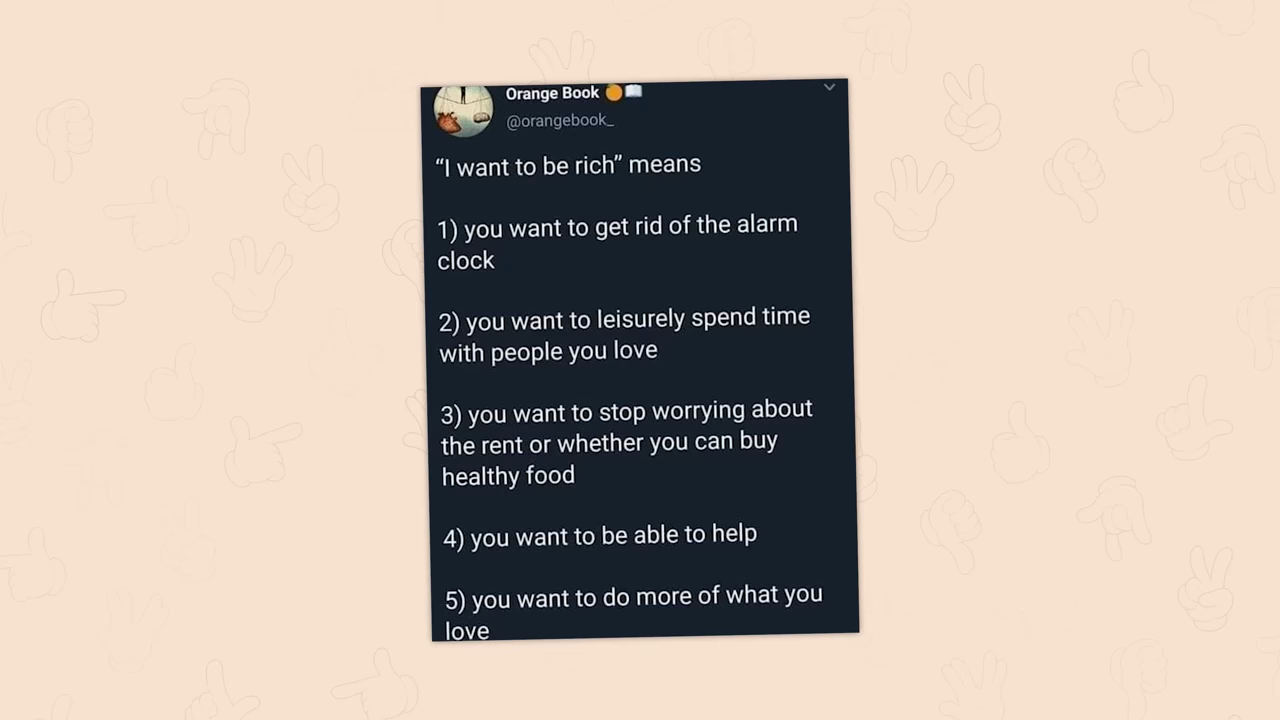 Orange Book 🟠📖
@orangebook_
“I want to be rich” means
1) you want to get rid of the alarm
clock
2) you want to leisurely spend time
with people you love
3) you want to stop worrying about
the rent or whether you can buy
healthy food
4) you want to be able to help
5) you want to do more of what you
love